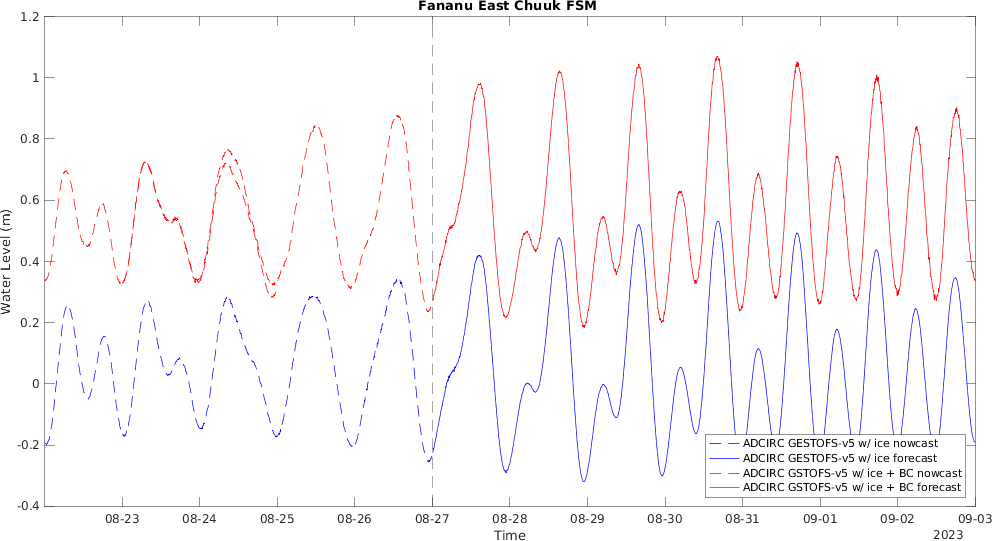 Fananu East Chuuk FSM
1.2
1
0.8
0.6
0.4
0.2
0
-0.2
-0.4
Water Level (m)
ADCIRC GESTOFS-v5 w/ ice nowcast
ADCIRC GESTOFS-v5 w/ ice forecast
ADCIRC GSTOFS-v5 w/ ice + BC nowcast
ADCIRC GSTOFS-v5 w/ ice + BC forecast
08-23 08-24 08-25 08-26 08-27 08-28 08-29 08-30 08-31 09-01 09-02 09-03
Time
2023